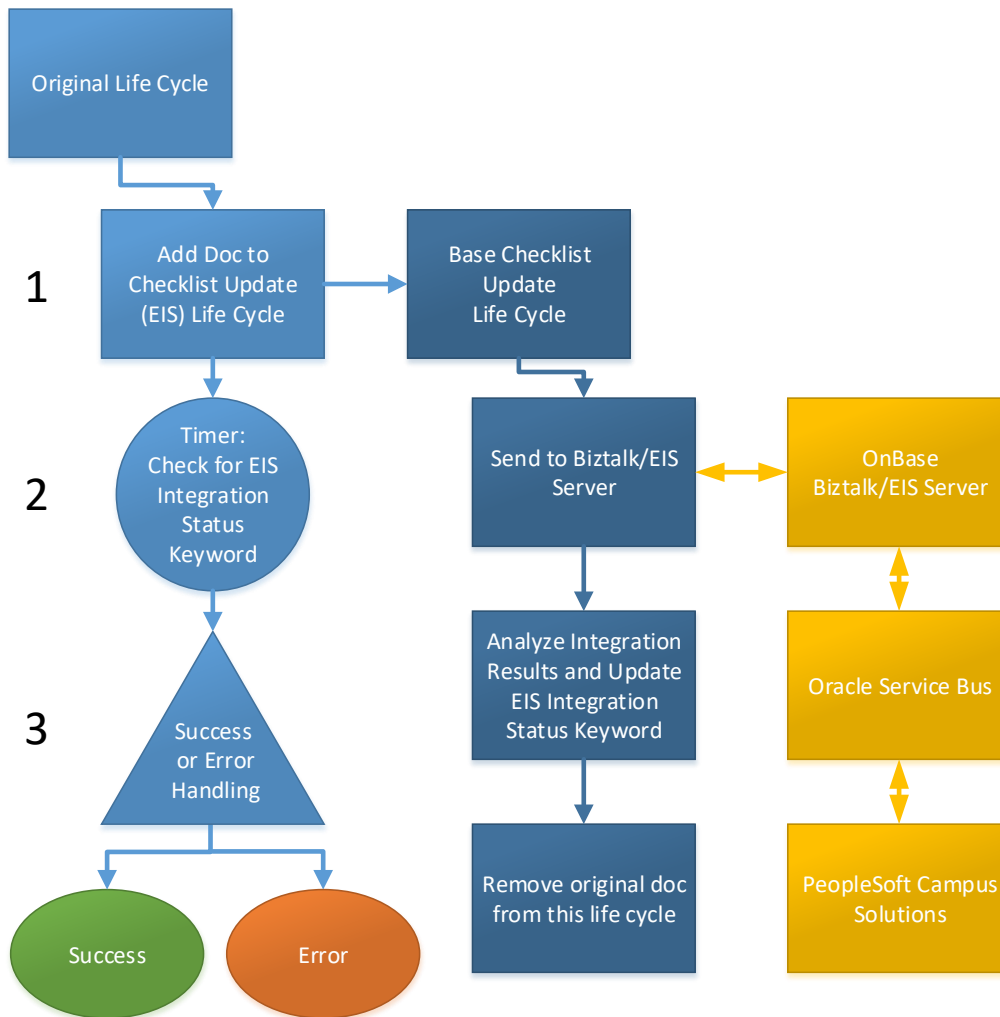 Original Life Cycle
1
Add Doc to
Checklist Update
(EIS) Life Cycle
Base Checklist
Update
Life Cycle
2
Timer:
Check for EIS
Integration
Status
Keyword
Send to Biztalk/EIS
Server
OnBase
Biztalk/EIS Server
3
Success
or Error
Handling
Analyze Integration
Results and Update
EIS Integration
Status Keyword
Oracle Service Bus
Success
Error
Remove original doc
from this life cycle
PeopleSoft Campus
Solutions